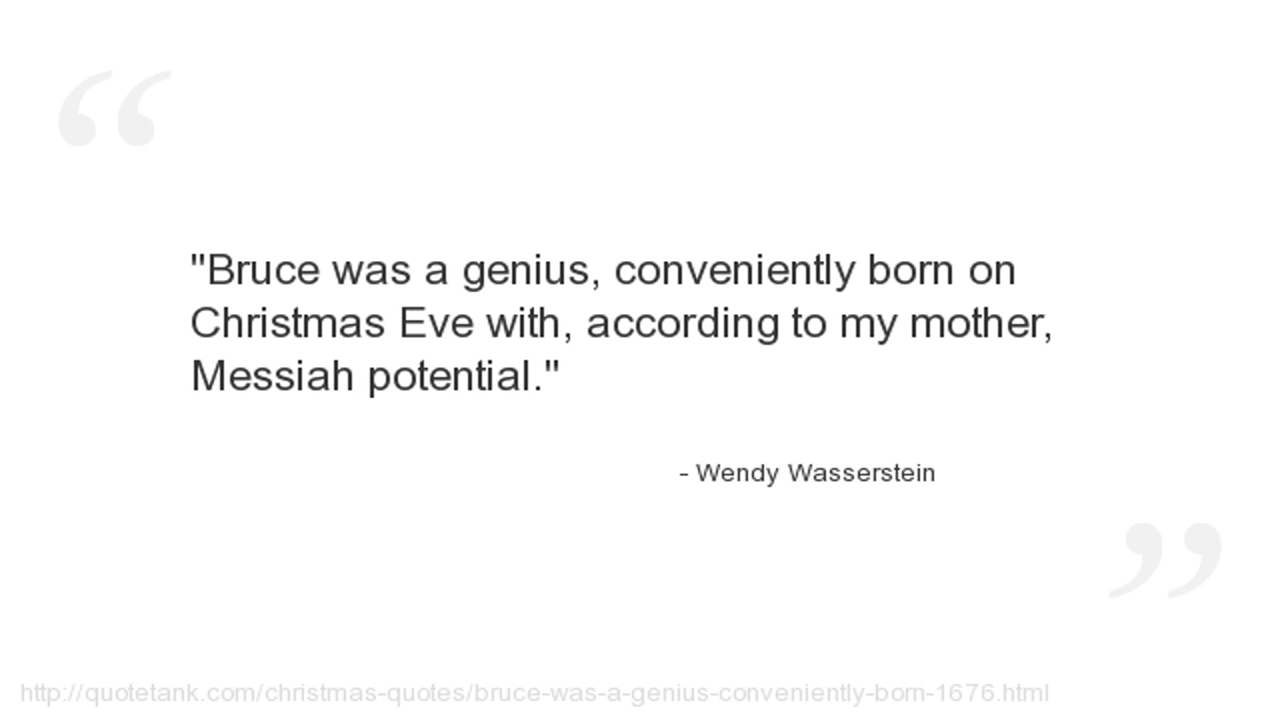 "Bruce was a genius, conveniently born on
Christmas Eve with, according to my mother,
Messiah potential."
- Wendy Wasserstein
http://quotetank.com/christmas-quotes/bruce-was-a-genius-conveniently-born-1676.html